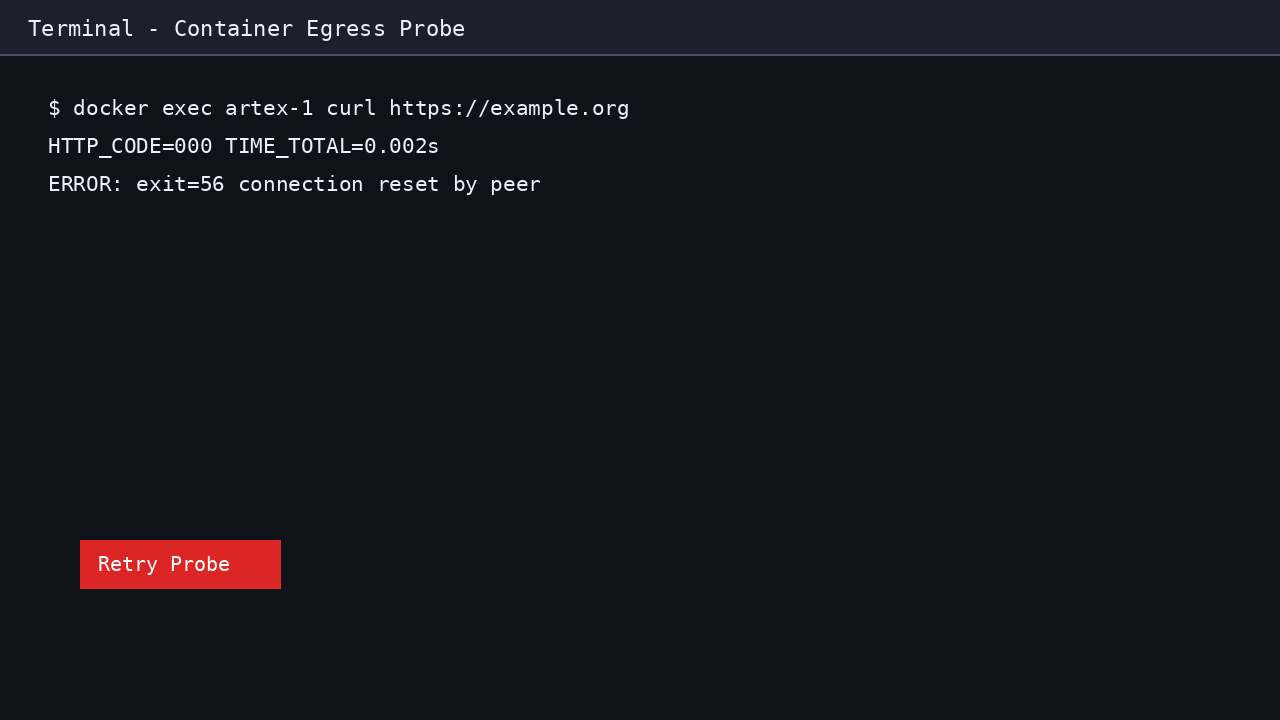 Terminal - Container Egress Probe
$ docker exec artex-1 curl https://example.org
HTTP_CODE=000 TIME_TOTAL=0.002s
ERROR: exit=56 connection reset by peer
Retry Probe